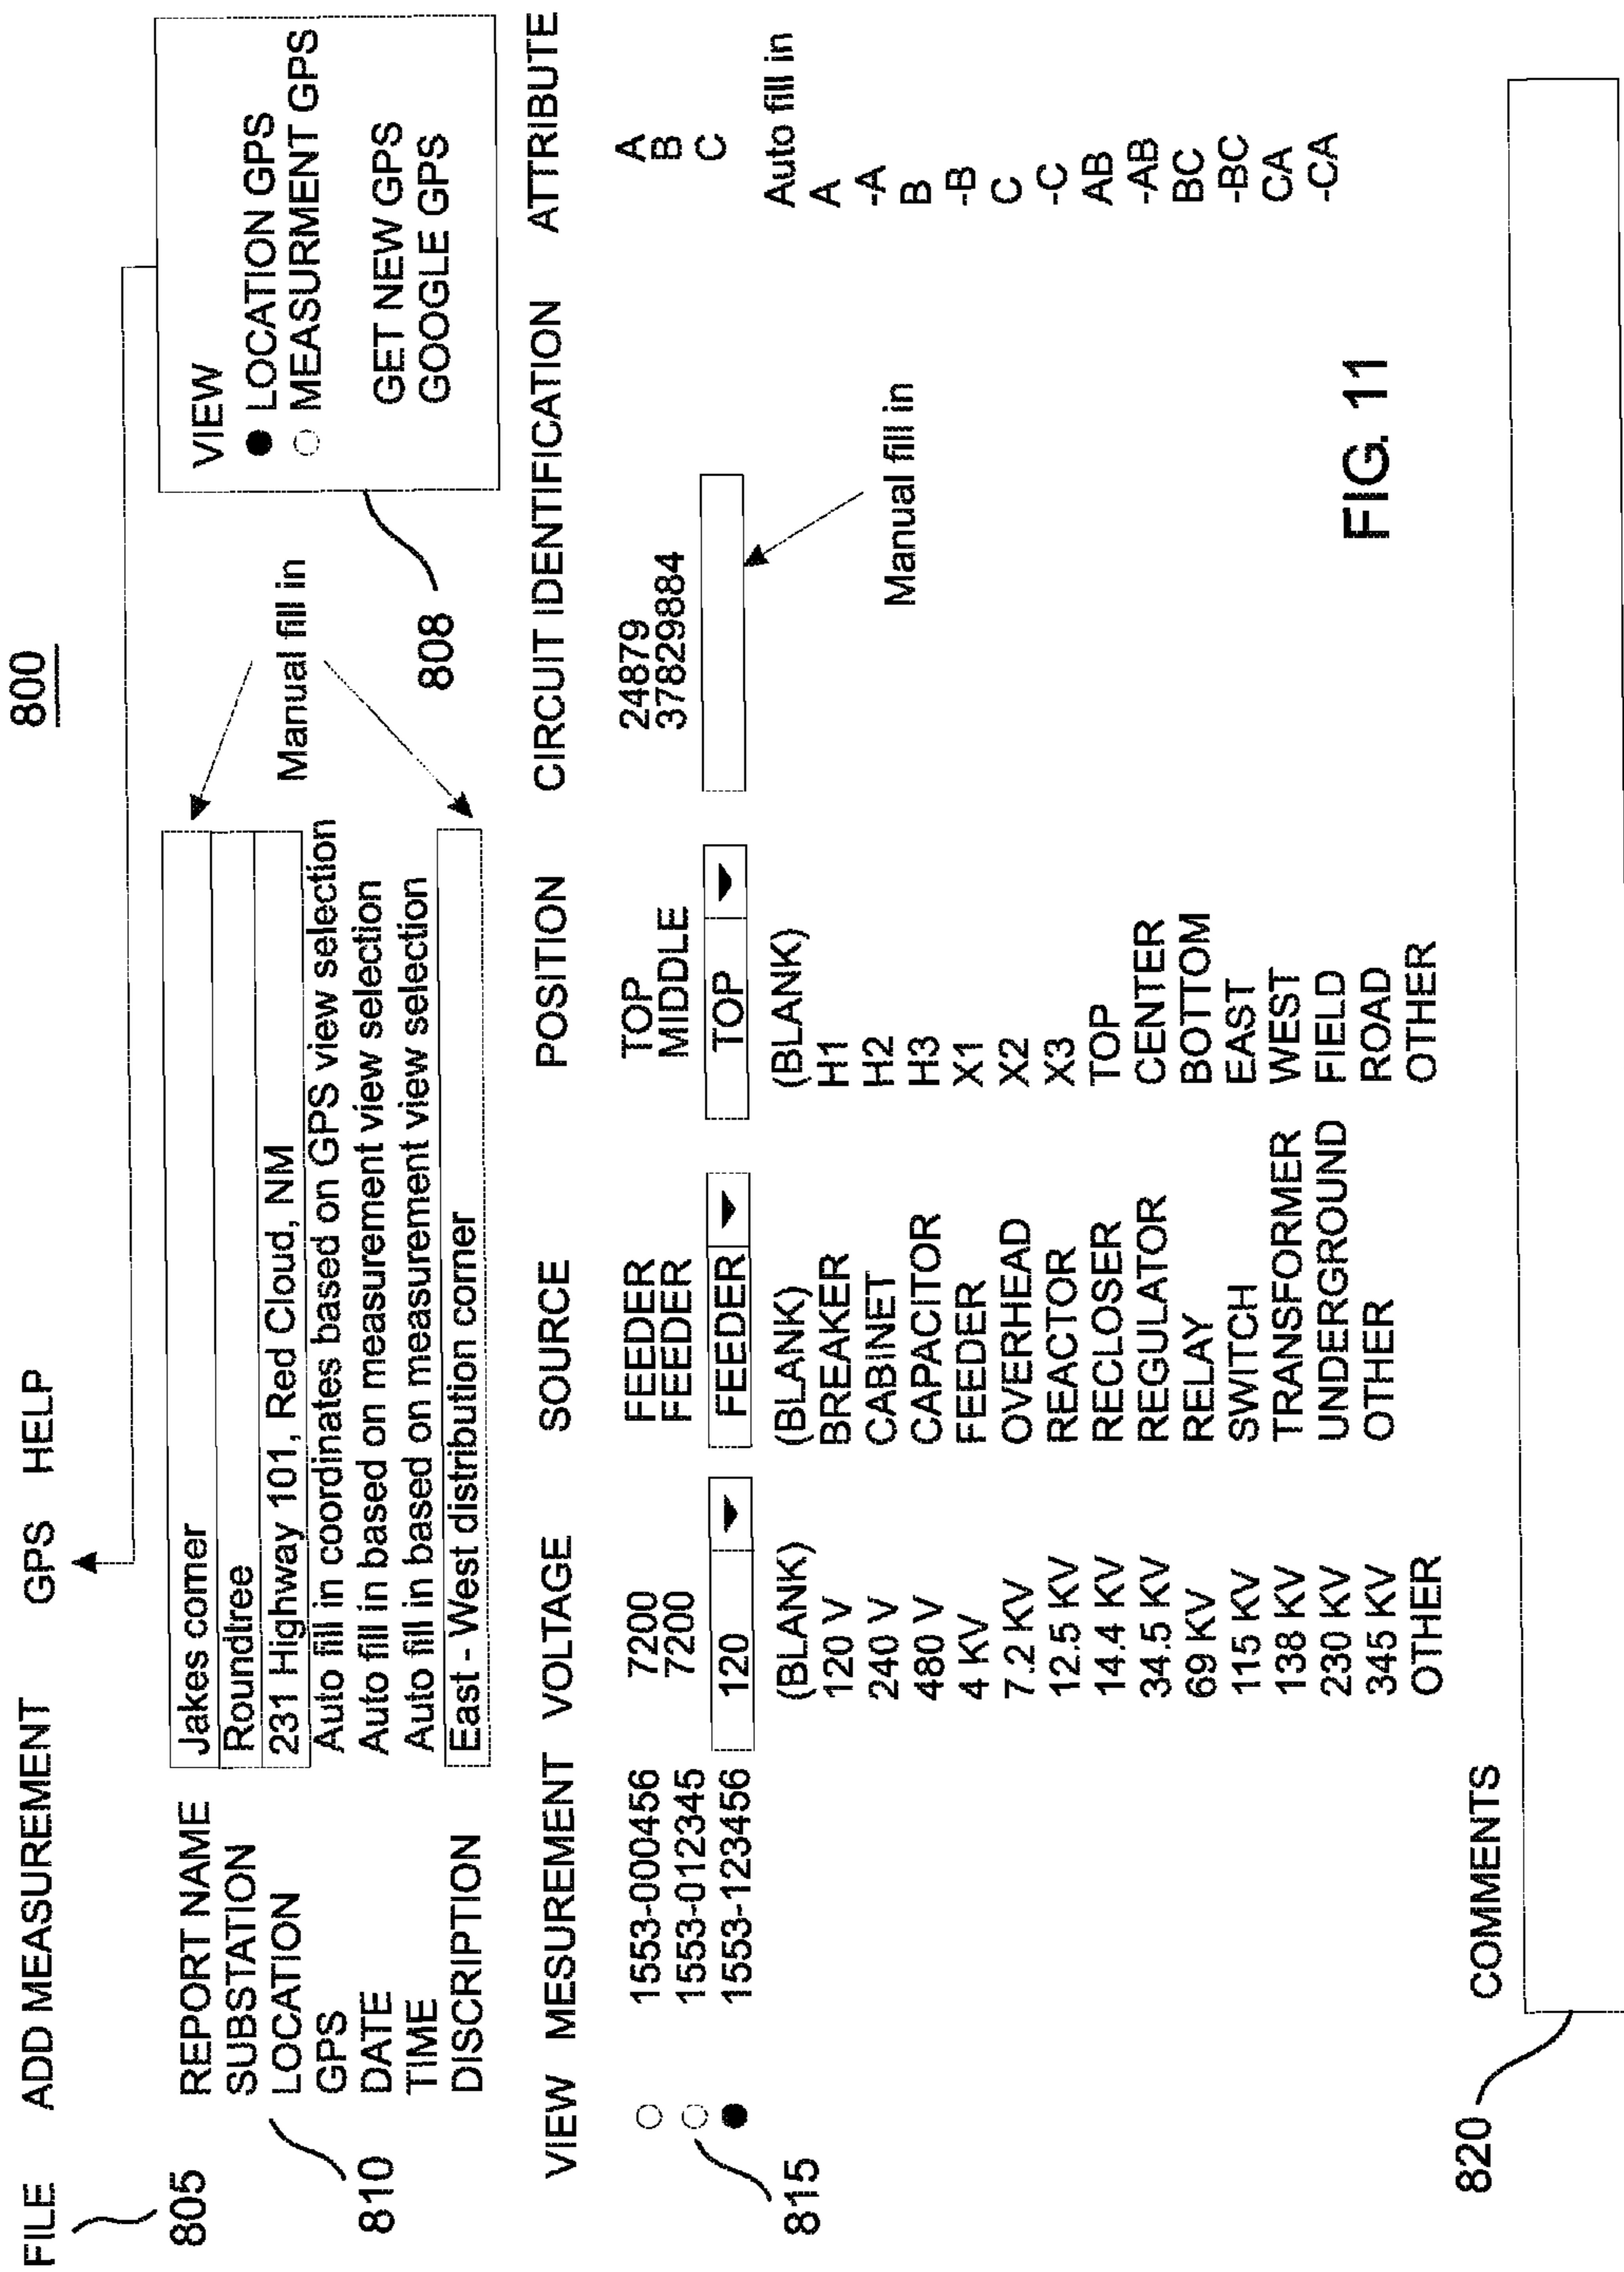 800
FILE ADD MEASUREMENT GPS HELP
805
REPORT NAME Jakes corner
SUBSTATION Roundtree
LOCATION 231 Highway 101, Red Cloud, NM
GPS Auto fill in coordinates based on GPS view selection
DATE Auto fill in based on measurement view selection
TIME Auto fill in based on measurement view selection
DISCRIPTION East - West distribution corner
810
Manual fill in
VIEW
LOCATION GPS
MEASURMENT GPS
GET NEW GPS
GOOGLE GPS
808
VIEW MESUREMENT VOLTAGE SOURCE POSITION CIRCUIT IDENTIFICATION ATTRIBUTE
1553-000456 7200 FEEDER TOP 24879 A
1553-012345 7200 FEEDER MIDDLE 37829884 B
1553-123456 120 FEEDER TOP C
815
(BLANK) (BLANK) (BLANK) Auto fill in
120 V BREAKER H1 A
240 V CABINET H2 -A
480 V CAPACITOR H3 B
4 KV FEEDER X1 -B
7.2 KV OVERHEAD X2 C
12.5 KV REACTOR X3 -C
14.4 KV RECLOSER TOP AB
34.5 KV REGULATOR CENTER -AB
69 KV RELAY BOTTOM BC
115 KV SWITCH EAST -BC
138 KV TRANSFORMER WEST CA
230 KV UNDERGROUND FIELD -CA
345 KV OTHER ROAD
OTHER OTHER
Manual fill in
FIG. 11
COMMENTS
820